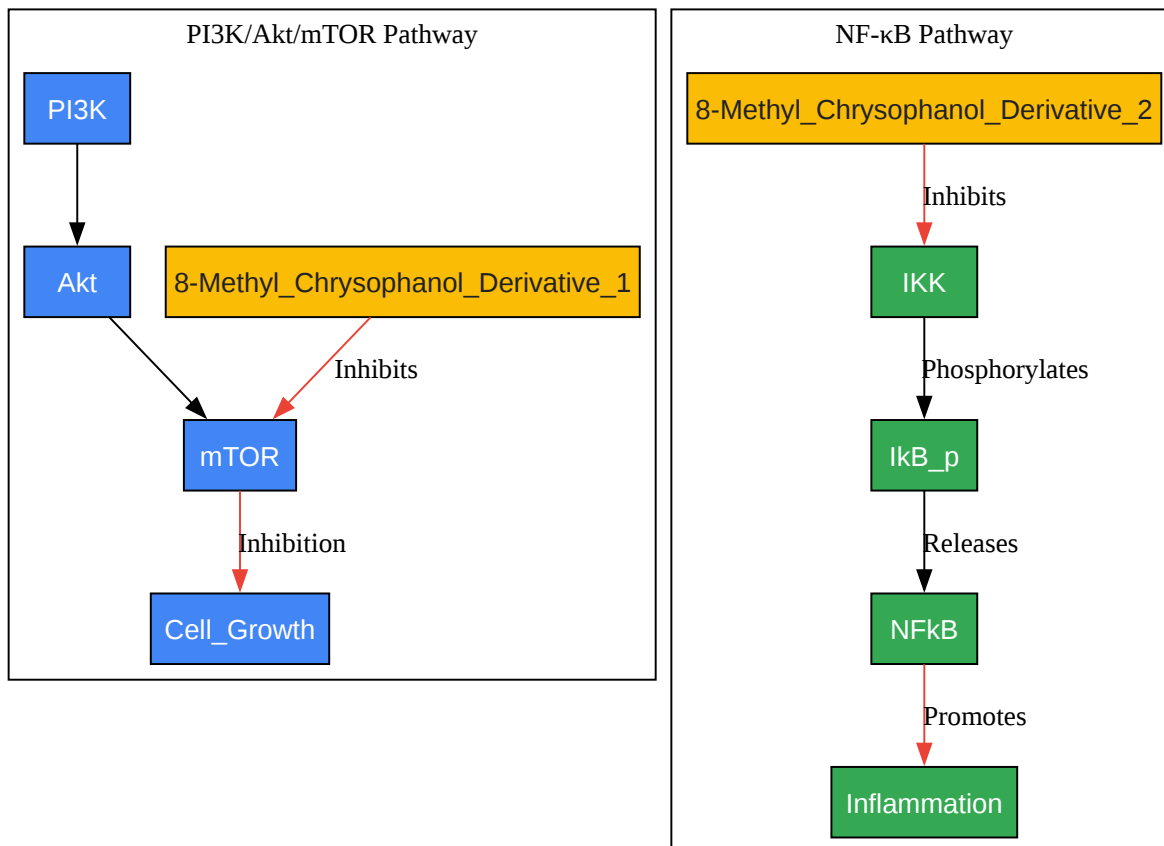 PI3K/Akt/mTOR Pathway
PI3K
Akt
8-Methyl_Chrysophanol_Derivative_1
Inhibits
mTOR
Inhibition
Cell_Growth
NF-κB Pathway
8-Methyl_Chrysophanol_Derivative_2
Inhibits
IKK
Phosphorylates
IkB_p
Releases
NFkB
Promotes
Inflammation